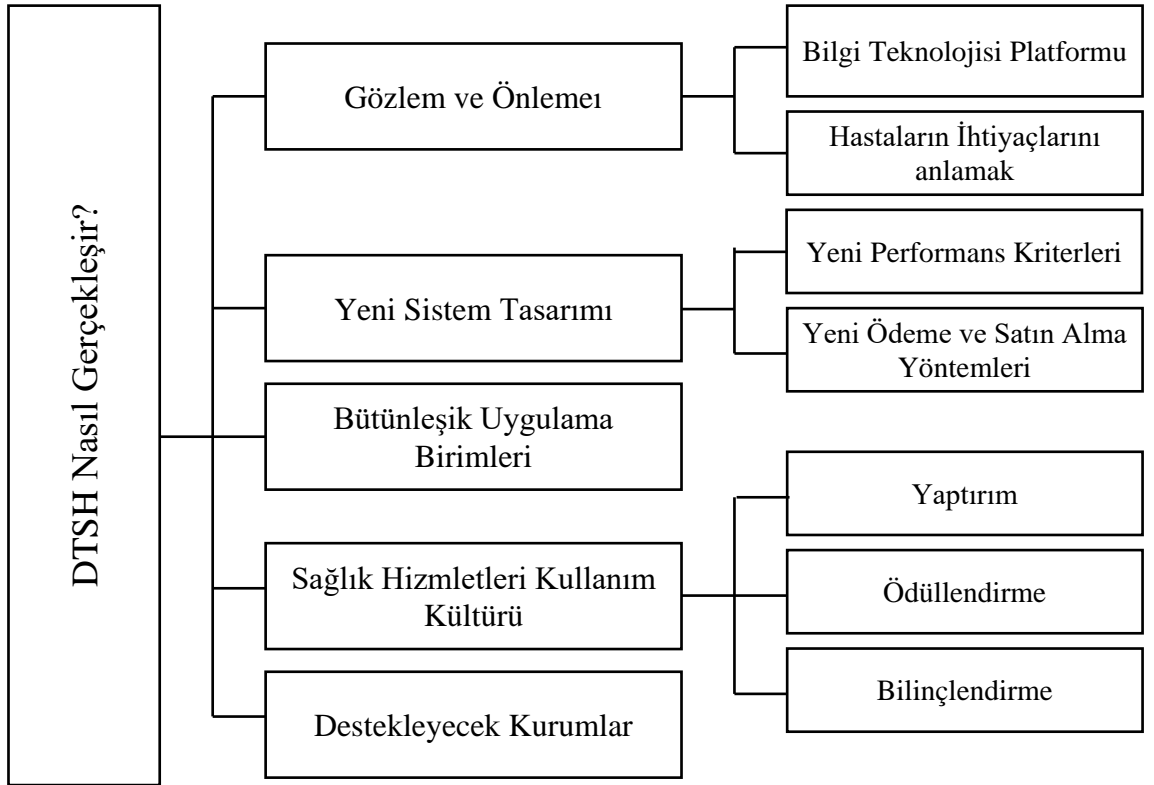 DTSH Nasıl Gerçekleşir?
Gözlem ve Önlemeı
Bilgi Teknolojisi Platformu
Hastaların İhtiyaçlarını
anlamak
Yeni Sistem Tasarımı
Yeni Performans Kriterleri
Yeni Ödeme ve Satın Alma
Yöntemleri
Bütünleşik Uygulama
Birimleri
Sağlık Hizmletleri Kullanım
Kültürü
Yaptırım
Ödüllendirme
Bilinçlendirme
Destekleyecek Kurumlar